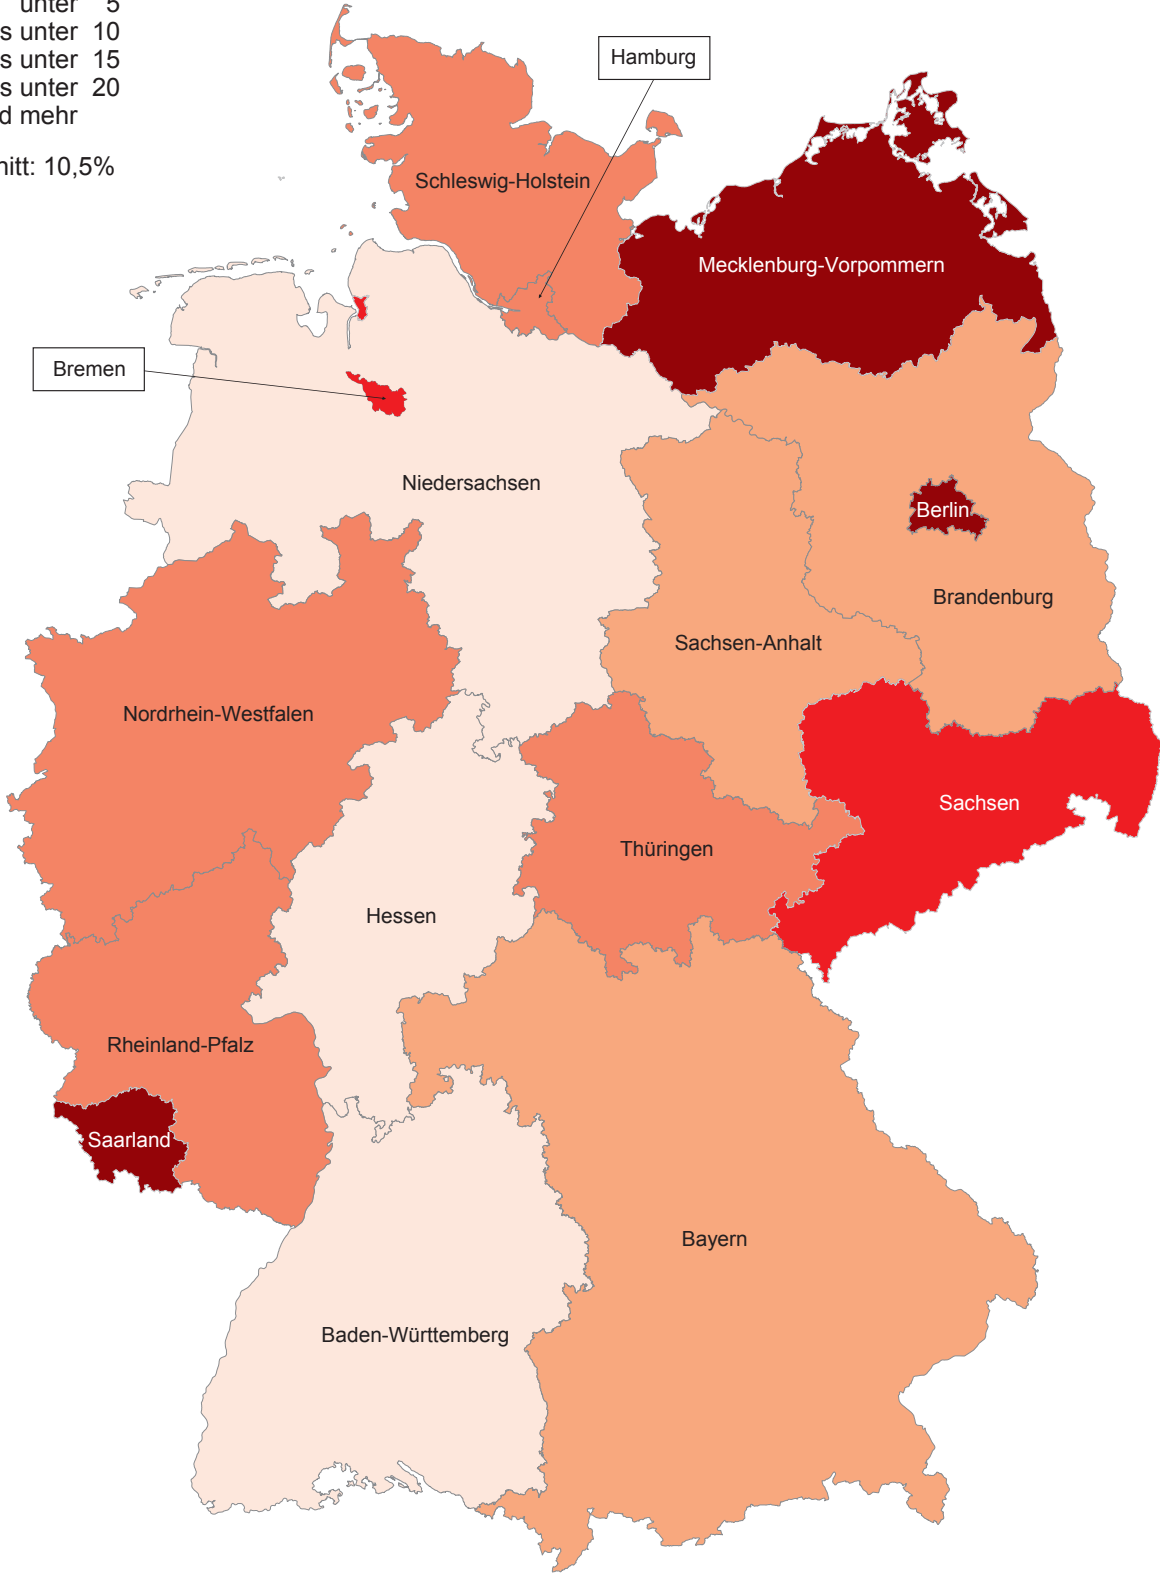 unter 5
s unter 10
s unter 15
s unter 20
d mehr
nitt: 10,5%
Hamburg
Schleswig-Holstein
Mecklenburg-Vorpommern
Bremen
Niedersachsen
Berlin
Brandenburg
Sachsen-Anhalt
Nordrhein-Westfalen
Sachsen
Thüringen
Hessen
Rheinland-Pfalz
Saarland
Bayern
Baden-Württemberg